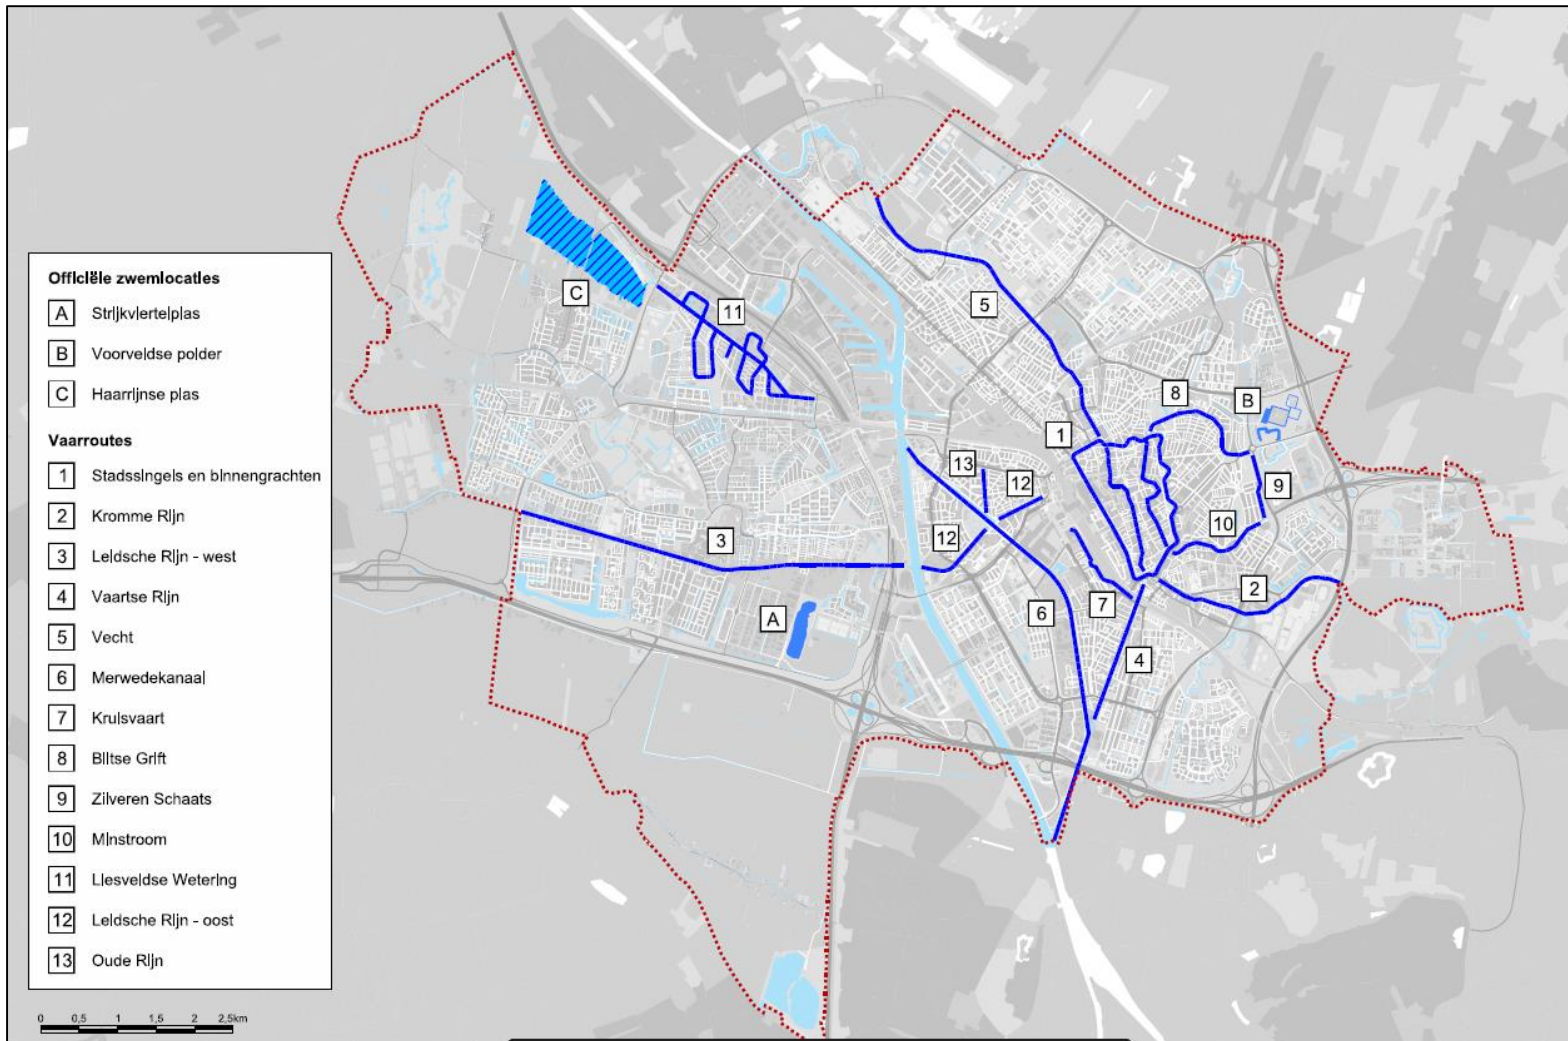 Officiële zwemlocaties
A Strijkviertelplas
B Voorveldse polder
C Haarrijnse plas
Vaarroutes
1 Stadssingels en binnengrachten
2 Kromme Rijn
3 Leidsche Rijn - west
4 Vaartse Rijn
5 Vecht
6 Merwedekanaal
7 Kruisvaart
8 Biltse Grift
9 Zilveren Schaats
10 Minstroom
11 Liesveldse Wetering
12 Leidsche Rijn - oost
13 Oude Rijn
0 0,5 1 1,5 2 2,5km
C
11
5
8
B
1
13
12
9
10
12
3
2
7
6
A
4